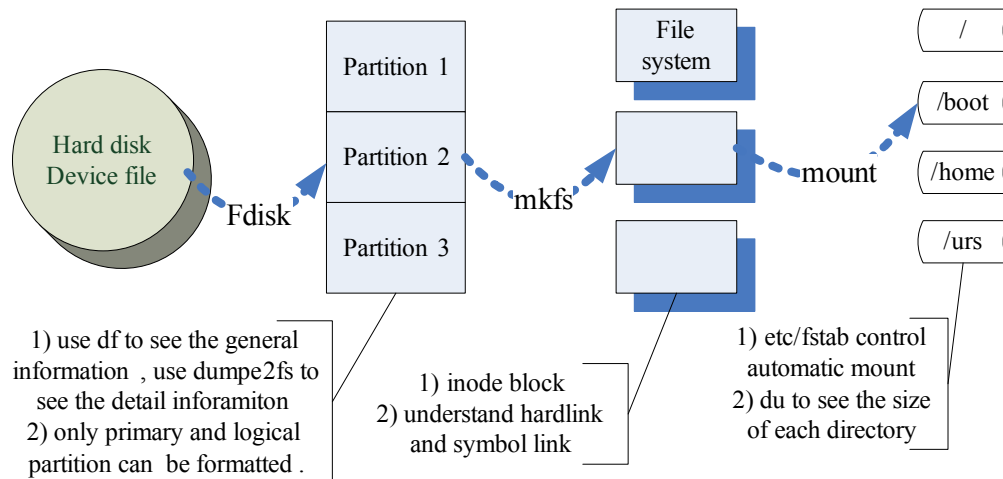 Hard disk
Device file
Fdisk
Partition 1
Partition 2
Partition 3
mkfs
File
system
mount
/
/boot
/home
/urs
1) use df to see the general
information , use dumpe2fs to
see the detail inforamiton
2) only primary and logical
partition can be formatted .
1) inode block
2) understand hardlink
and symbol link
1) etc/fstab control
automatic mount
2) du to see the size
of each directory